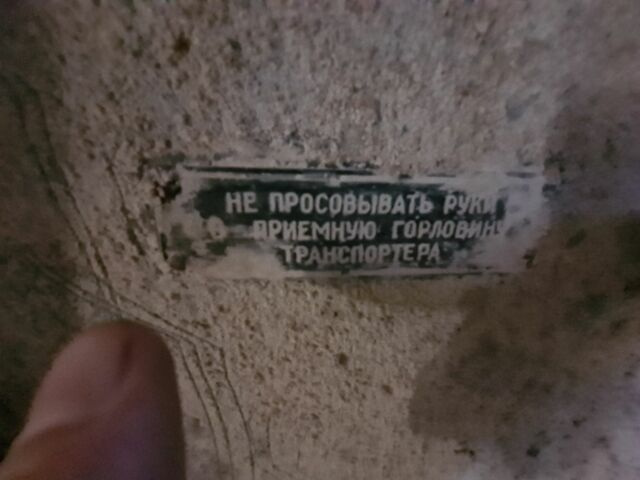 НЕ ПРОСОВЫВАТЬ РУКИ
ПРИЕМНУЮ ГОРЛОВИН
ТРАНСПОРТЕРА